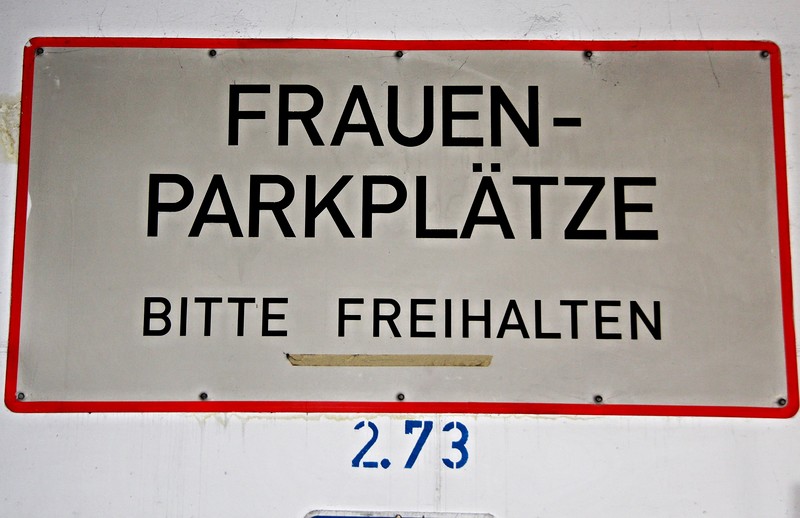 FRAUEN-
PARKPLÄTZE
BITTE FREIHALTEN
2.73